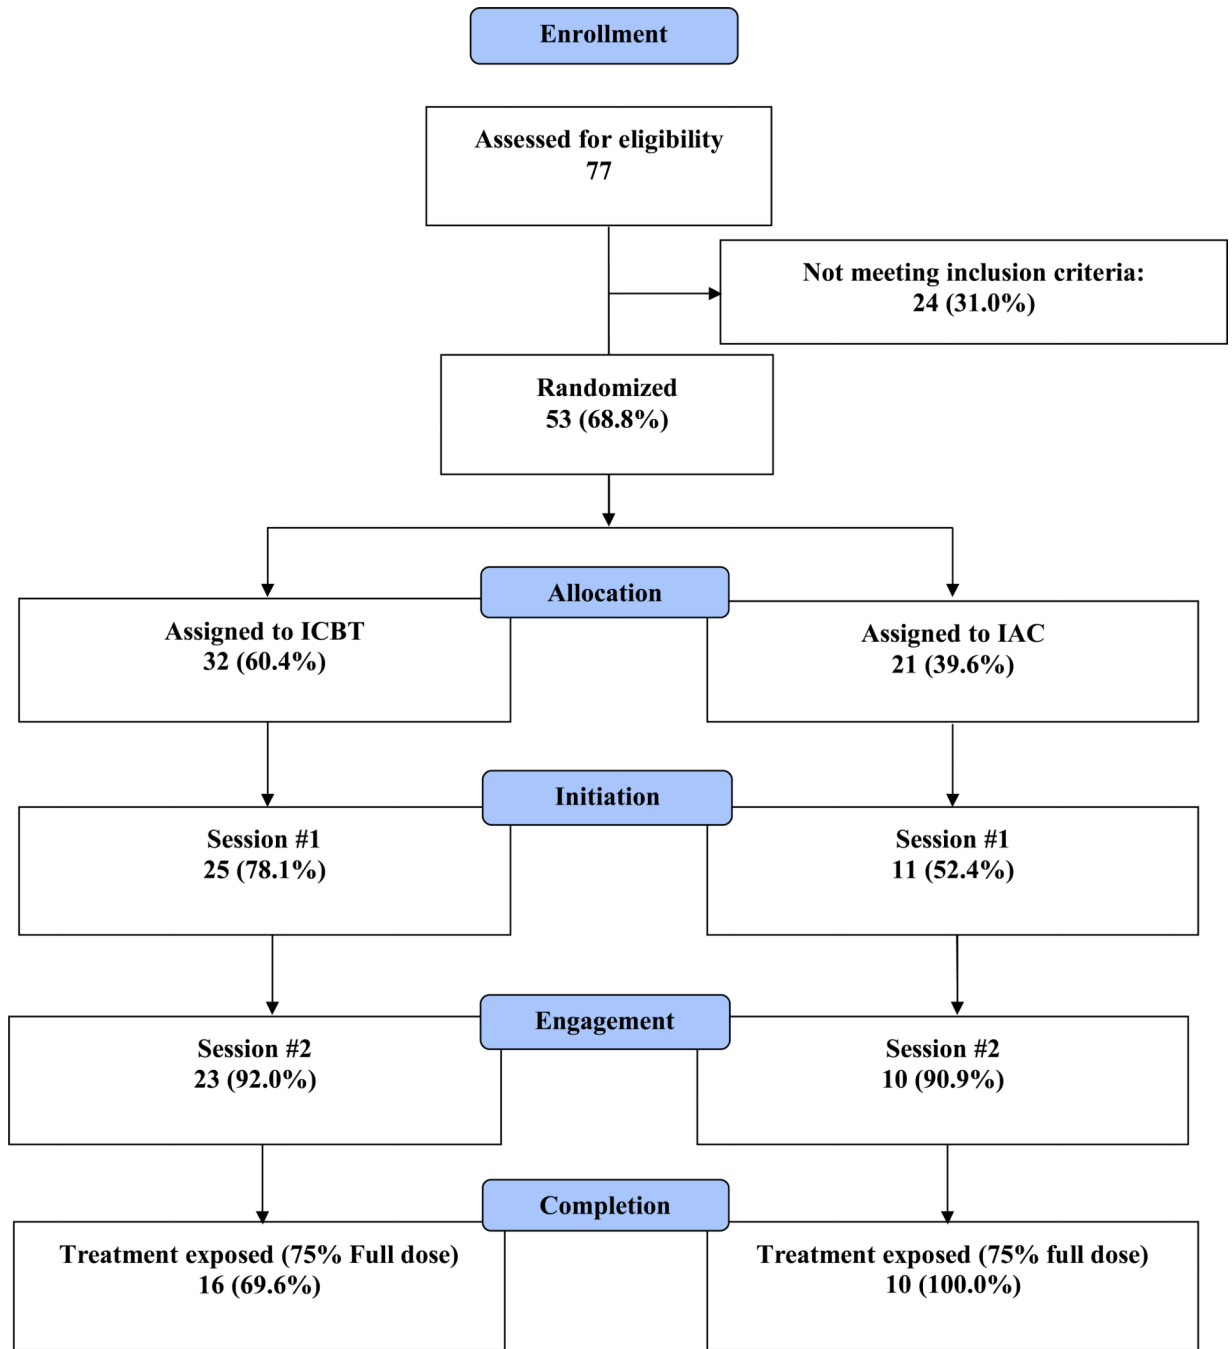 Enrollment
Assessed for eligibility
77
Not meeting inclusion criteria:
24 (31.0%)
Randomized
53 (68.8%)
Allocation
Assigned to ICBT
32 (60.4%)
Assigned to IAC
21 (39.6%)
Initiation
Session #1
25 (78.1%)
Session #1
11 (52.4%)
Engagement
Session #2
23 (92.0%)
Session #2
10 (90.9%)
Completion
Treatment exposed (75% Full dose)
16 (69.6%)
Treatment exposed (75% full dose)
10 (100.0%)